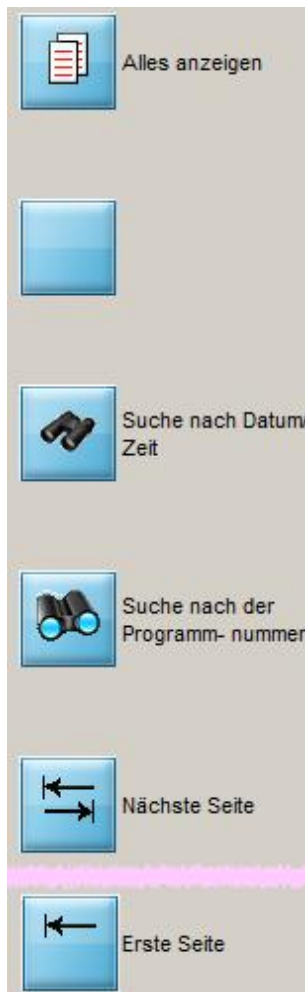 Alles anzeigen
Suche nach Datum/
Zeit
Suche nach der
Programm- nummer
Nächste Seite
Erste Seite